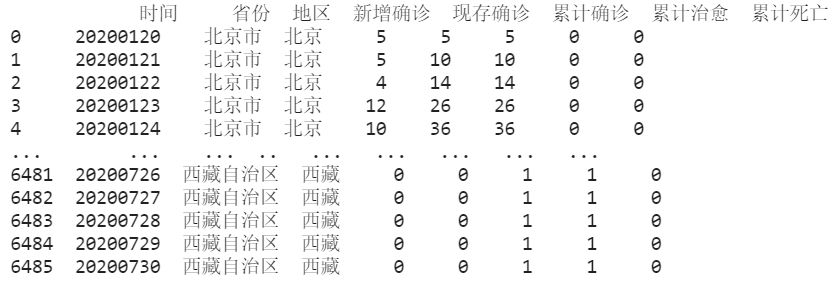 时间 省份 地区 新增确诊 现存确诊 累计确诊 累计治愈 累计死亡
0 20200120 北京市 北京 5 5 5 0 0
1 20200121 北京市 北京 5 10 10 0 0
2 20200122 北京市 北京 4 14 14 0 0
3 20200123 北京市 北京 12 26 26 0 0
4 20200124 北京市 北京 10 36 36 0 0
... ... ... .. ... ... ... ... ...
6481 20200726 西藏自治区 西藏 0 0 1 1 0
6482 20200727 西藏自治区 西藏 0 0 1 1 0
6483 20200728 西藏自治区 西藏 0 0 1 1 0
6484 20200729 西藏自治区 西藏 0 0 1 1 0
6485 20200730 西藏自治区 西藏 0 0 1 1 0